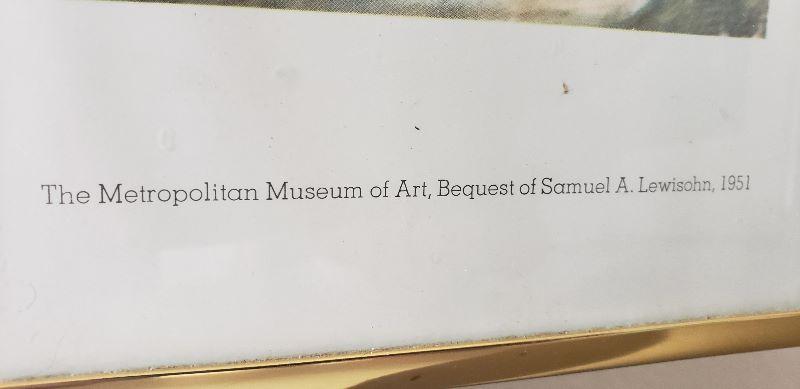 The Metropolitan Museum of Art, Bequest of Samuel A. Lewisohn, 1951